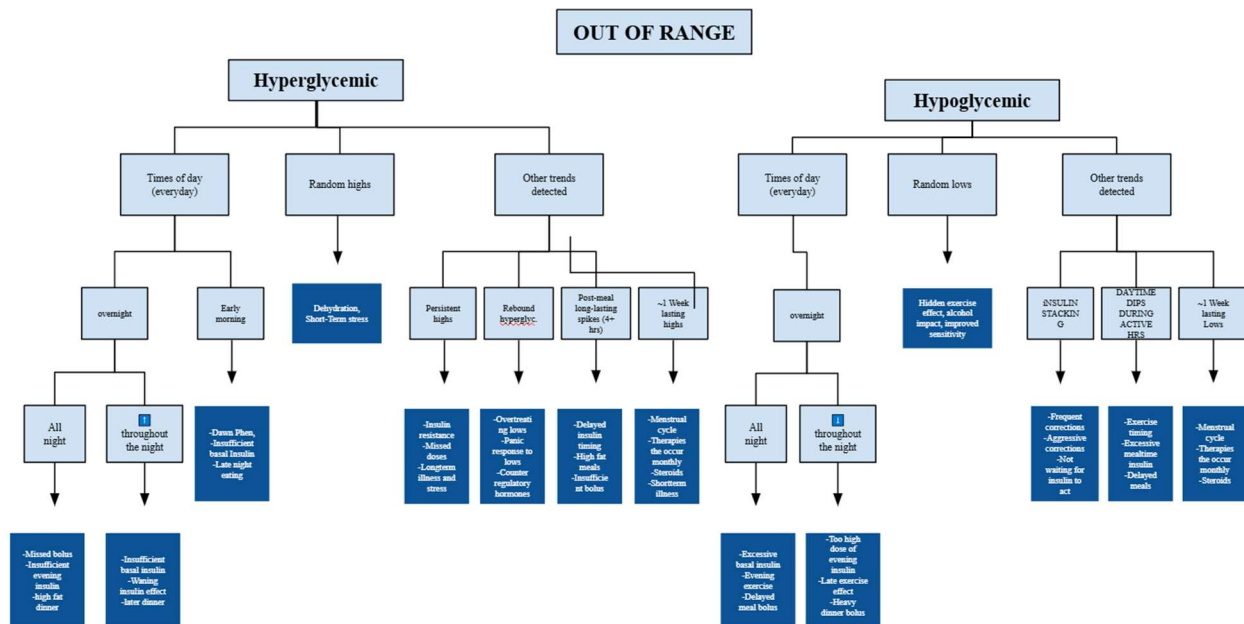 OUT OF RANGE
Hyperglycemic
Hypoglycemic
Times of day
(everyday)
Random highs
Other trends
detected
Times of day
(everyday)
Random lows
Other trends
detected
overnight
Early
morning
Dehydration,
Short-Term stress
Persistent
highs
Rebound
hyperglyc.
Post-meal
long-lasting
spikes (4+
hrs)
~1 Week
lasting
highs
overnight
Hidden exercise
effect, alcohol
impact, improved
sensitivity
iNSULIN
STACKIN
G
DAYTIME
DIPS
DURING
ACTIVE
HRS
~1 Week
lasting
Lows
All
night
↑
throughout
the night
-Dawn Phen,
-Insufficient
basal Insulin
-Late night
eating
-Insulin
resistance
-Missed
doses
-Longterm
illness and
stress
-Overtreati
ng lows
-Panic
response to
lows
-Counter
regulatory
hormones
-Delayed
insulin
timing
-High fat
meals
-Insufficie
nt bolus
-Menstrual
cycle
-Therapies
the occur
monthly
-Steroids
-Shortterm
illness
All
night
↓
throughout
the night
-Frequent
corrections
-Aggressive
corrections
-Not
waiting for
insulin to
act
-Exercise
timing
-Excessive
mealtime
insulin
-Delayed
meals
-Menstrual
cycle
-Therapies
the occur
monthly
-Steroids
-Missed bolus
-Insufficient
evening
insulin
-high fat
dinner
-Insufficient
basal insulin
-Waning
insulin effect
-later dinner
-Excessive
basal insulin
-Evening
exercise
-Delayed
meal bolus
-Too high
dose of
evening
insulin
-Late exercise
effect
-Heavy
dinner bolus